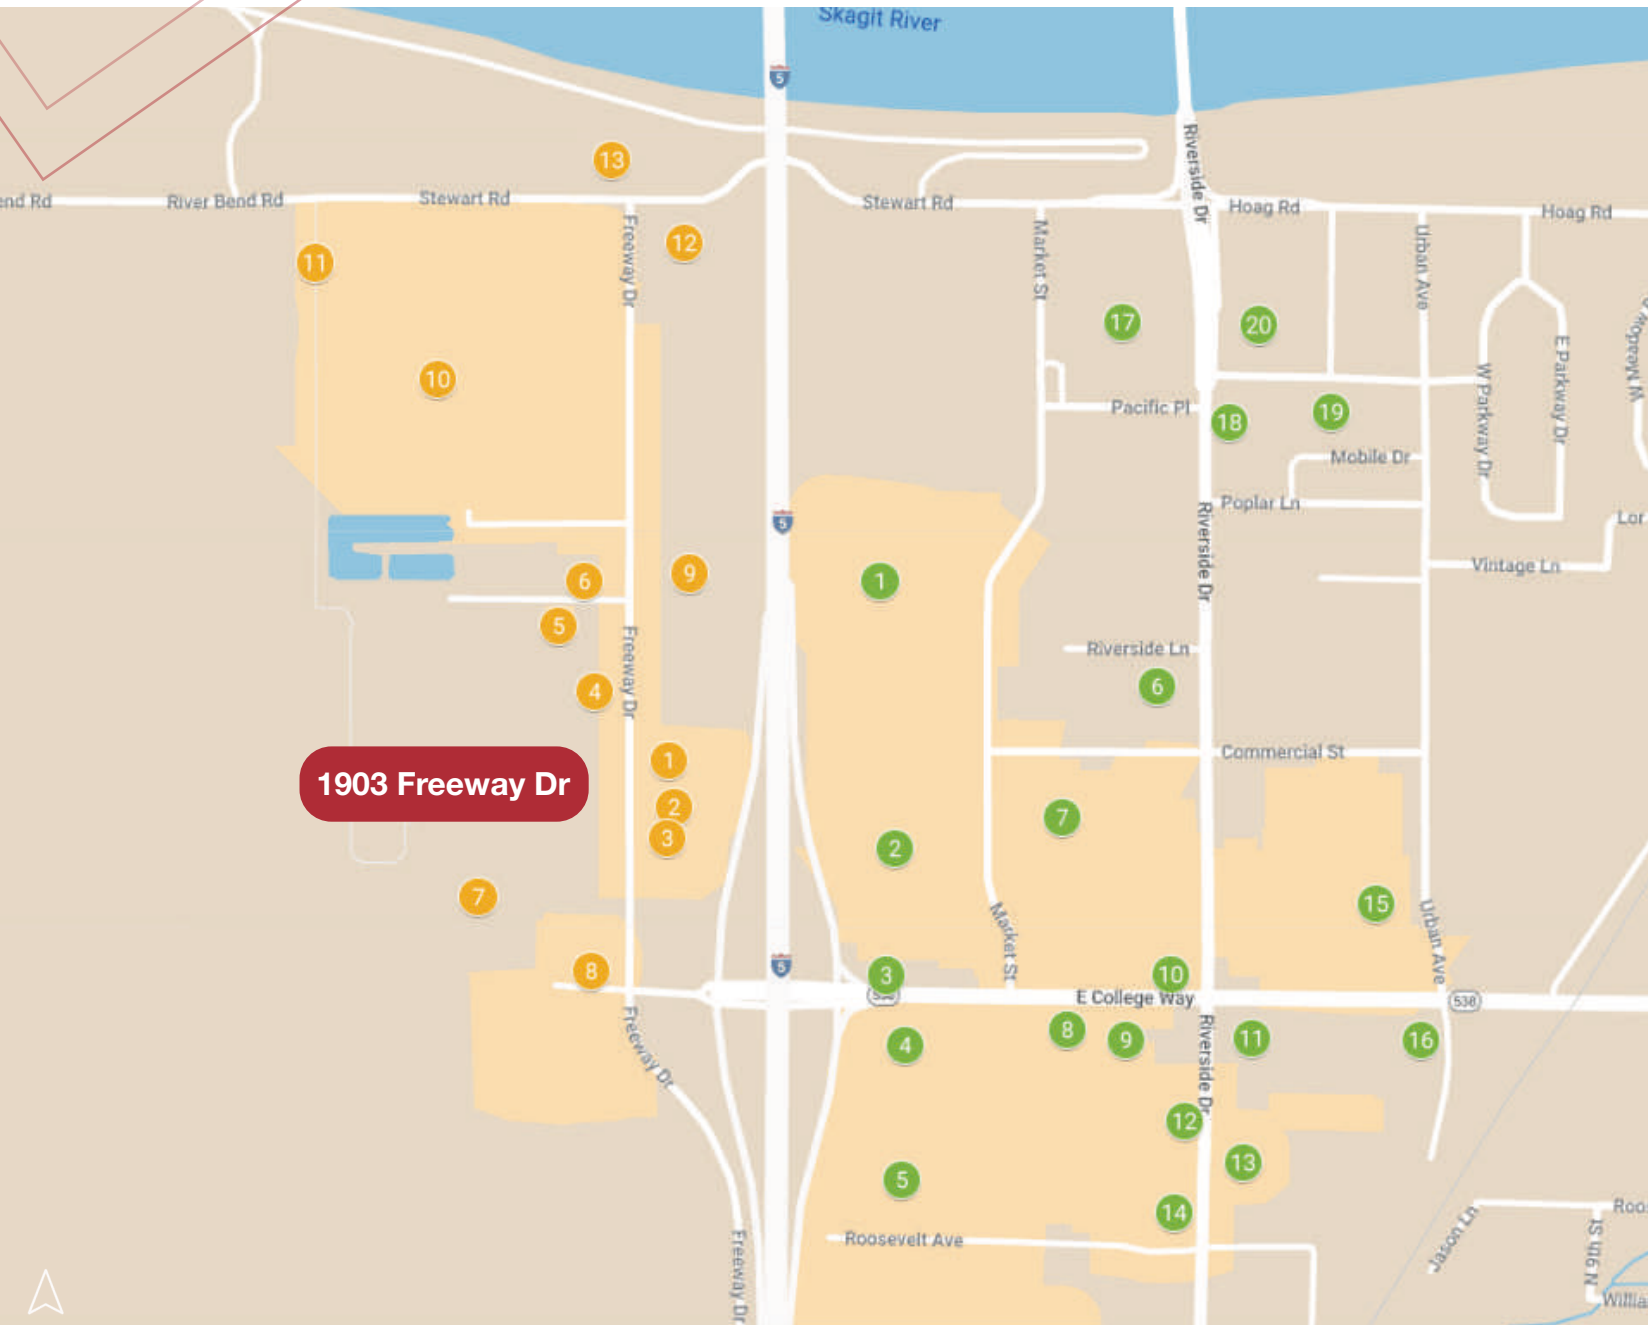 Skagit River
5
Riverside Dr
13
River Bend Rd
Stewart Rd
Stewart Rd
Hoag Rd
Hoag Rd
Freeway Dr
12
11
Market St
Urban Ave
17
20
10
W Parkway Dr
E Parkway Dr
Pacific Pl
18
19
Mobile Dr
Poplar Ln
Riverside Dr
5
Vintage Ln
6
9
1
5
Freeway Dr
Riverside Ln
4
6
Commercial St
1
1903 Freeway Dr
2
3
7
2
7
15
Market St
Urban Ave
8
5
3
10
E College Way
538
Freeway Dr
4
8
9
Riverside Dr
11
16
12
13
5
14
Roosevelt Ave
Freeway Dr
Jason Ln
N 9th St